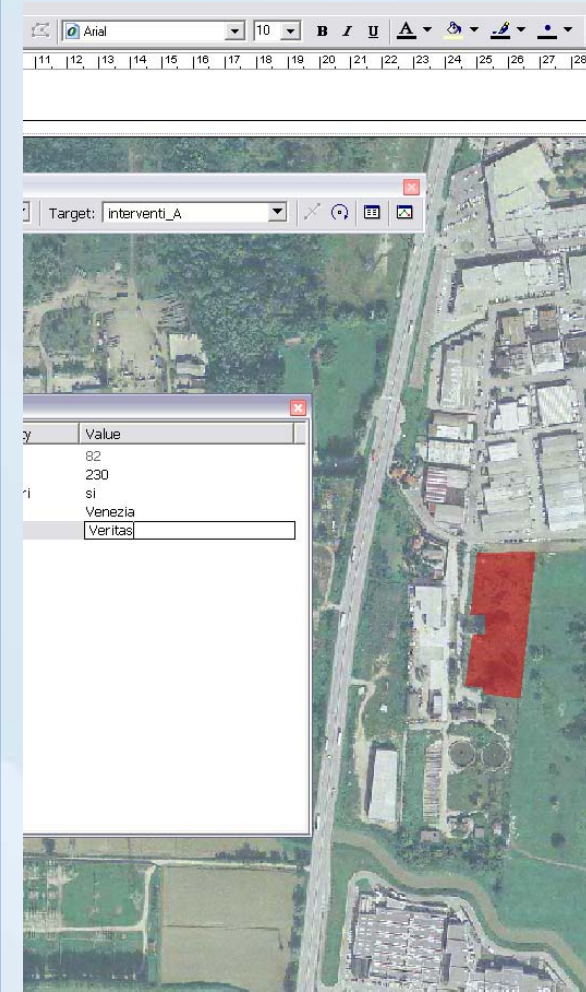 Arial 10 B I U A
11 12 13 14 15 16 17 18 19 20 21 22 23 24 25 26 27 28
Target: interventi_A
Value
82
230
ri si
Venezia
Veritas